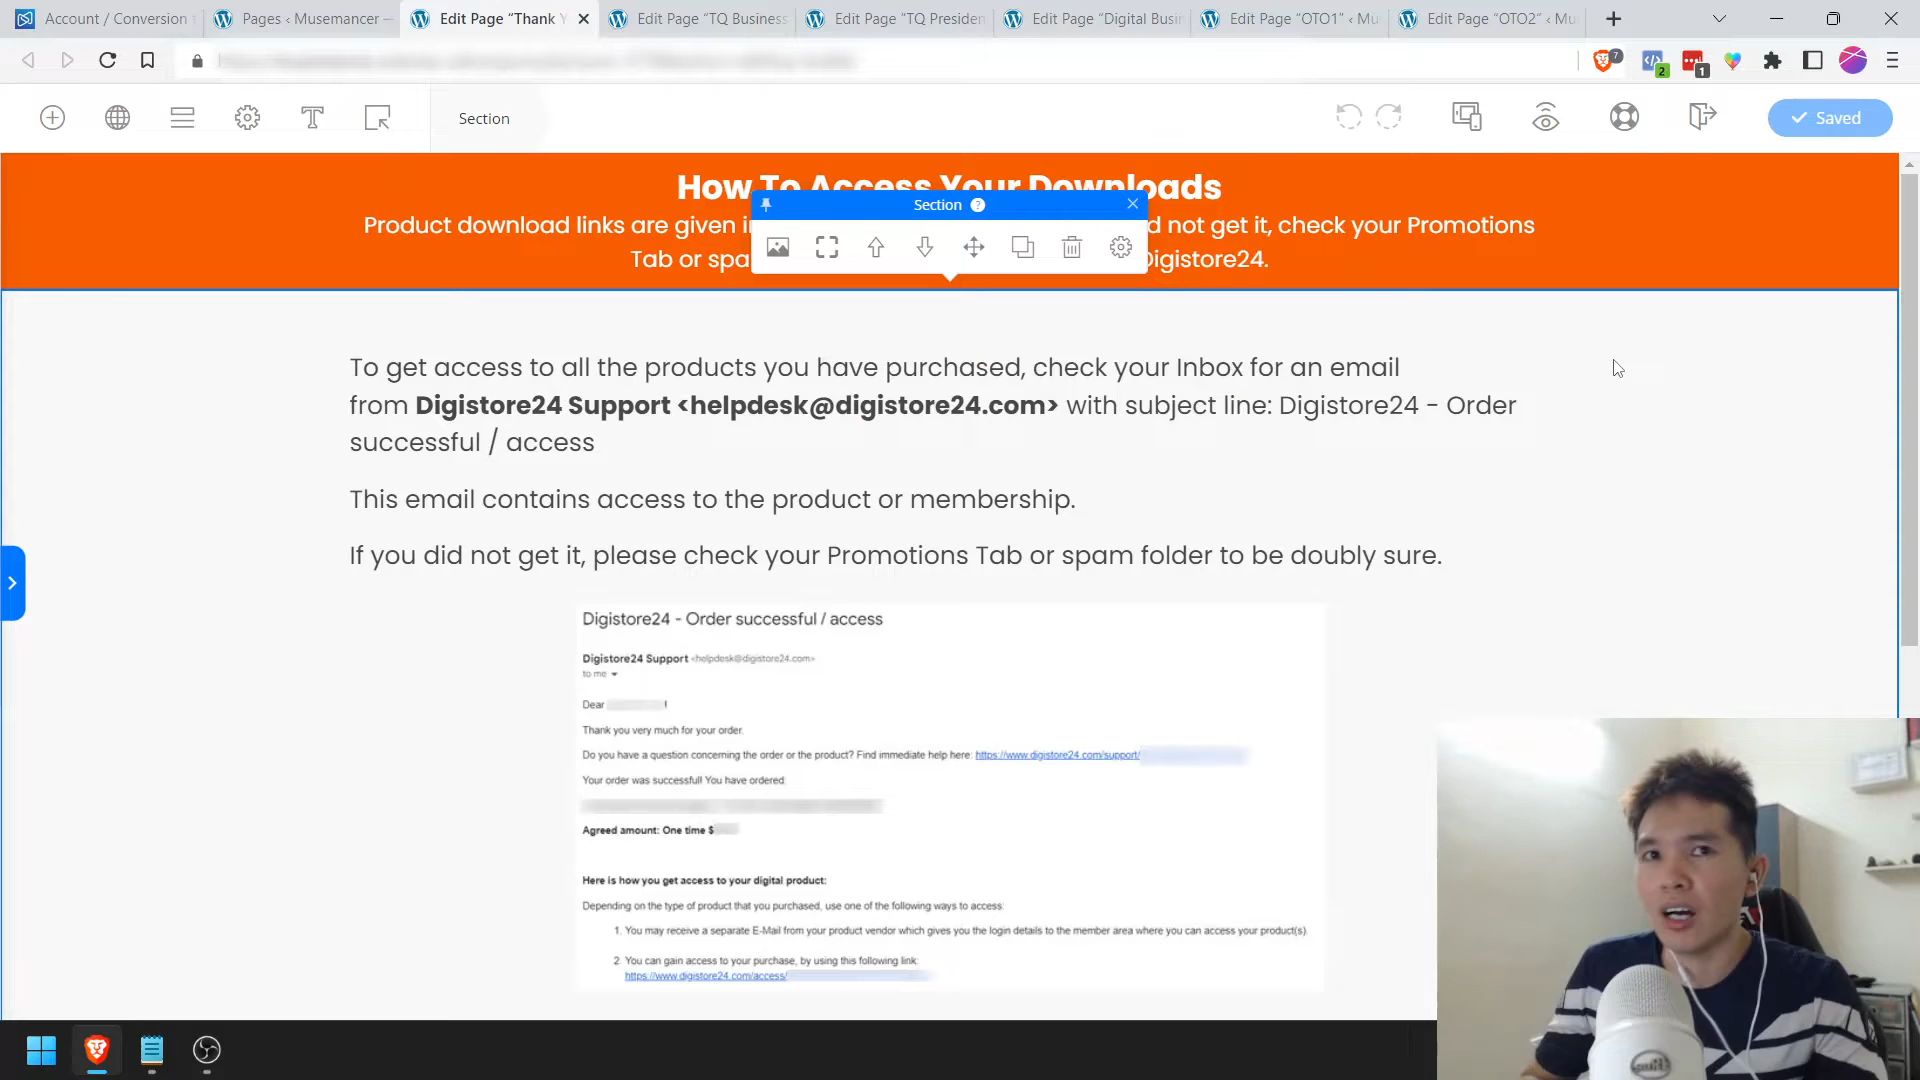 Account / Conversion
Pages ‹ Musemancer —
Edit Page “Thank Y
Edit Page “TQ Business
Edit Page “TQ Presiden
Edit Page “Digital Busin
Edit Page “OTO1” ‹ Mus
Edit Page “OTO2” ‹ Mus
7
2
1
Section
Saved
How To Access Your Downloads
Product download links are given i
d not get it, check your Promotions
Tab or spa
Digistore24.
Section ?
To get access to all the products you have purchased, check your Inbox for an email
from Digistore24 Support <helpdesk@digistore24.com> with subject line: Digistore24 - Order
successful / access
This email contains access to the product or membership.
If you did not get it, please check your Promotions Tab or spam folder to be doubly sure.
Digistore24 - Order successful / access
Digistore24 Support <helpdesk@digistore24.com>
to me
Dear !
Thank you very much for your order.
Do you have a question concerning the order or the product? Find immediate help here: https://www.digistore24.com/support/
Your order was successful! You have ordered:
Agreed amount: One time $
Here is how you get access to your digital product:
Depending on the type of product that you purchased, use one of the following ways to access:
1. You may receive a separate E-Mail from your product vendor which gives you the login details to the member area where you can access your product(s).
2. You can gain access to your purchase, by using this following link:
https://www.digistore24.com/access/